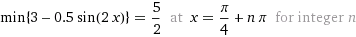 min{3 - 0.5 sin(2 x)} = 5/2 at x = π/4 + n π for integer n